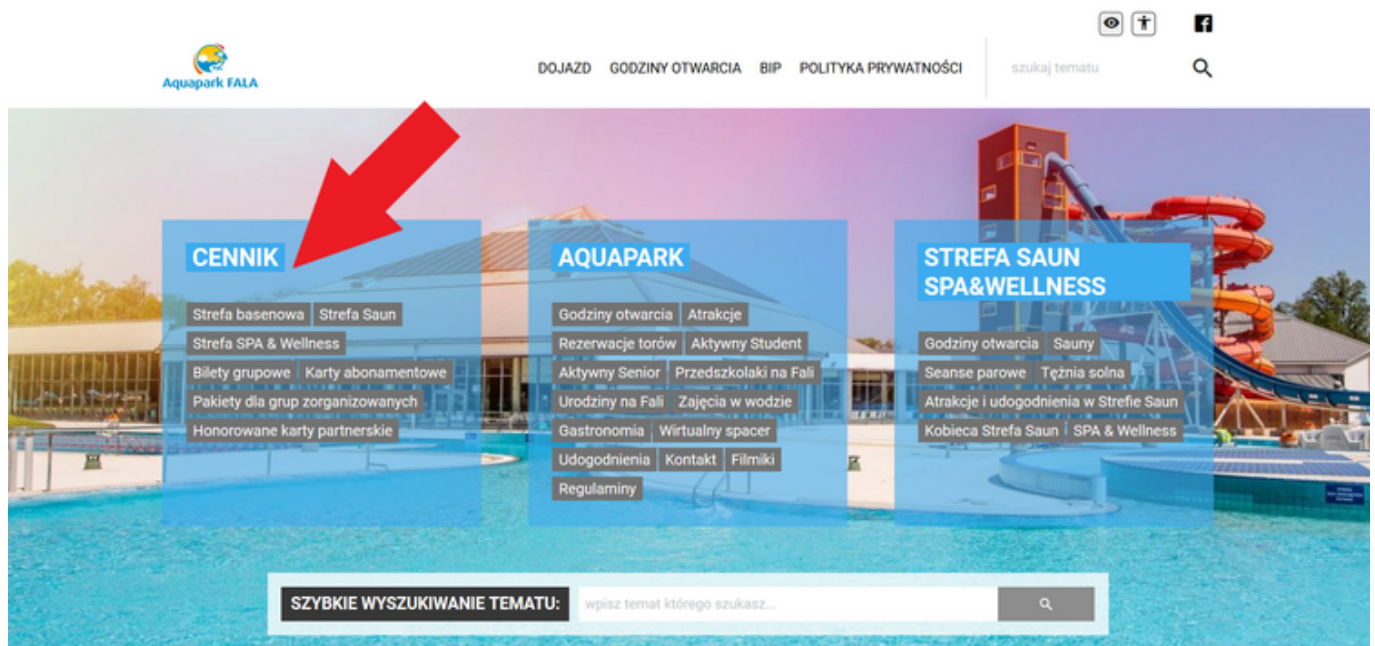 Aquapark FALA
DOJAZD GODZINY OTWARCIA BIP POLITYKA PRYWATNOŚCI
szukaj tematu
CENNIK
Strefa basenowa Strefa Saun
Strefa SPA & Wellness
Bilety grupowe Karty abonamentowe
Pakiety dla grup zorganizowanych
Honorowane karty partnerskie
AQUAPARK
Godziny otwarcia Atrakcje
Rezerwacje torów Aktywny Student
Aktywny Senior Przedszkolaki na Fali
Urodziny na Fali Zajęcia w wodzie
Gastronomia Wirtualny spacer
Udogodnienia Kontakt Filmiki
Regulaminy
STREFA SAUN
SPA&WELLNESS
Godziny otwarcia Sauny
Seanse parowe Tężnia solna
Atrakcje i udogodnienia w Strefie Saun
Kobieca Strefa Saun SPA & Wellness
SZYBKIE WYSZUKIWANIE TEMATU:
wpisz temat którego szukasz...